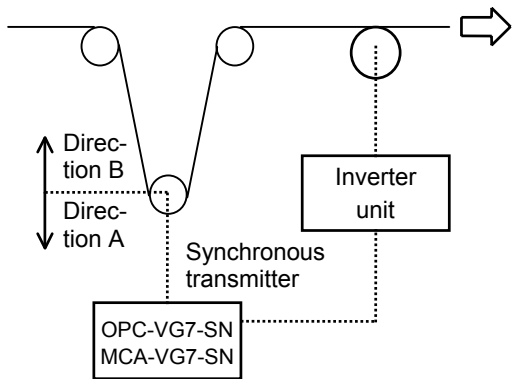 Direc-
tion B
Direc-
tion A
Inverter
unit
Synchronous
transmitter
OPC-VG7-SN
MCA-VG7-SN